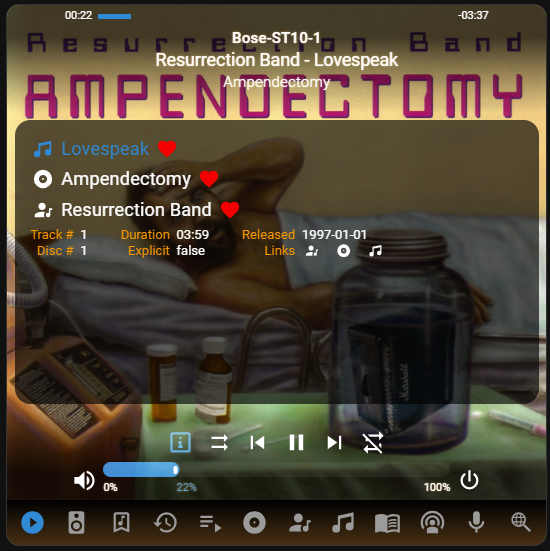 00:22 -03:37
Bose-ST10-1
Resurrection Band
Resurrection Band - Lovespeak
AMPENDECTOMY
Ampendectomy
Lovespeak
Ampendectomy
Resurrection Band
Track # 1 Duration 03:59 Released 1997-01-01
Disc # 1 Explicit false Links
Marshall
0% 22% 100%